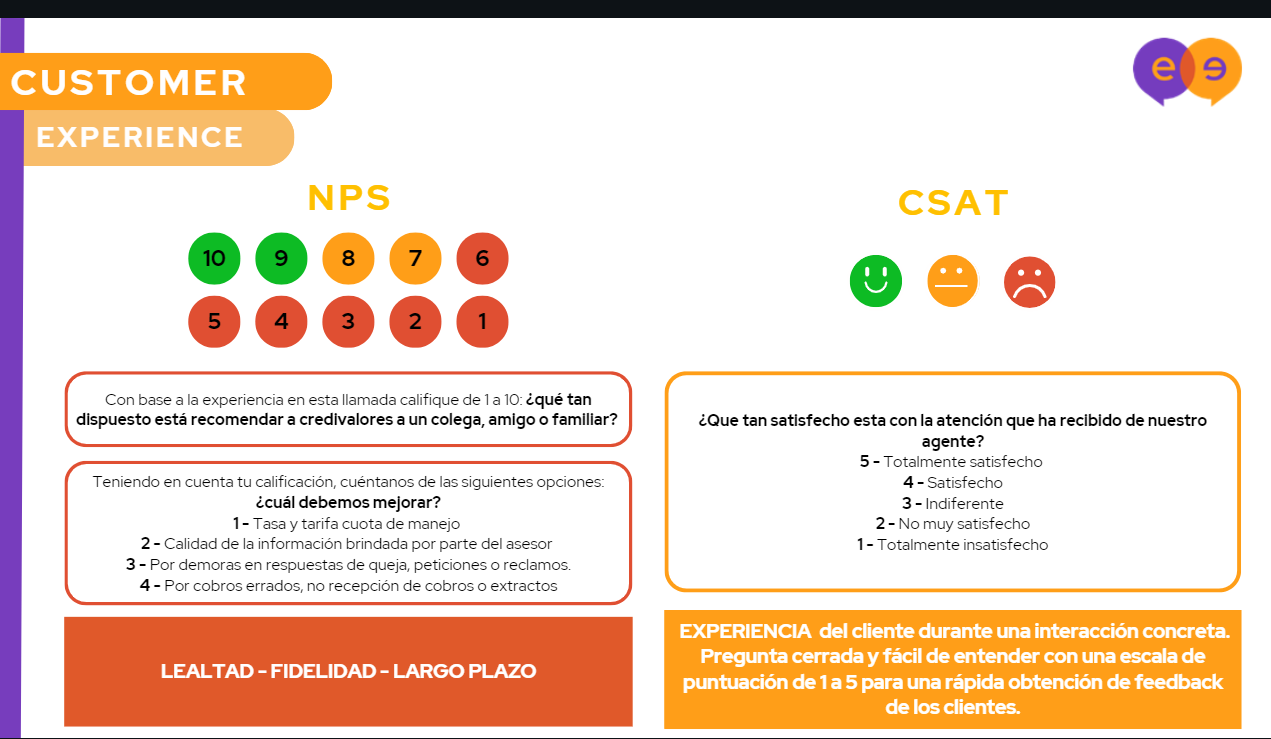 CUSTOMER
EXPERIENCE
e e
NPS
10 9 8 7 6
5 4 3 2 1
Con base a la experiencia en esta llamada califique de 1 a 10: ¿qué tan
dispuesto está recomendar a credivalores a un colega, amigo o familiar?
Teniendo en cuenta tu calificación, cuéntanos de las siguientes opciones:
¿cuál debemos mejorar?
1 - Tasa y tarifa cuota de manejo
2 - Calidad de la información brindada por parte del asesor
3 - Por demoras en respuestas de queja, peticiones o reclamos.
4 - Por cobros errados, no recepción de cobros o extractos
LEALTAD - FIDELIDAD - LARGO PLAZO
CSAT
¿Que tan satisfecho esta con la atención que ha recibido de nuestro
agente?
5 - Totalmente satisfecho
4 - Satisfecho
3 - Indiferente
2 - No muy satisfecho
1 - Totalmente insatisfecho
EXPERIENCIA del cliente durante una interacción concreta.
Pregunta cerrada y fácil de entender con una escala de
puntuación de 1 a 5 para una rápida obtención de feedback
de los clientes.